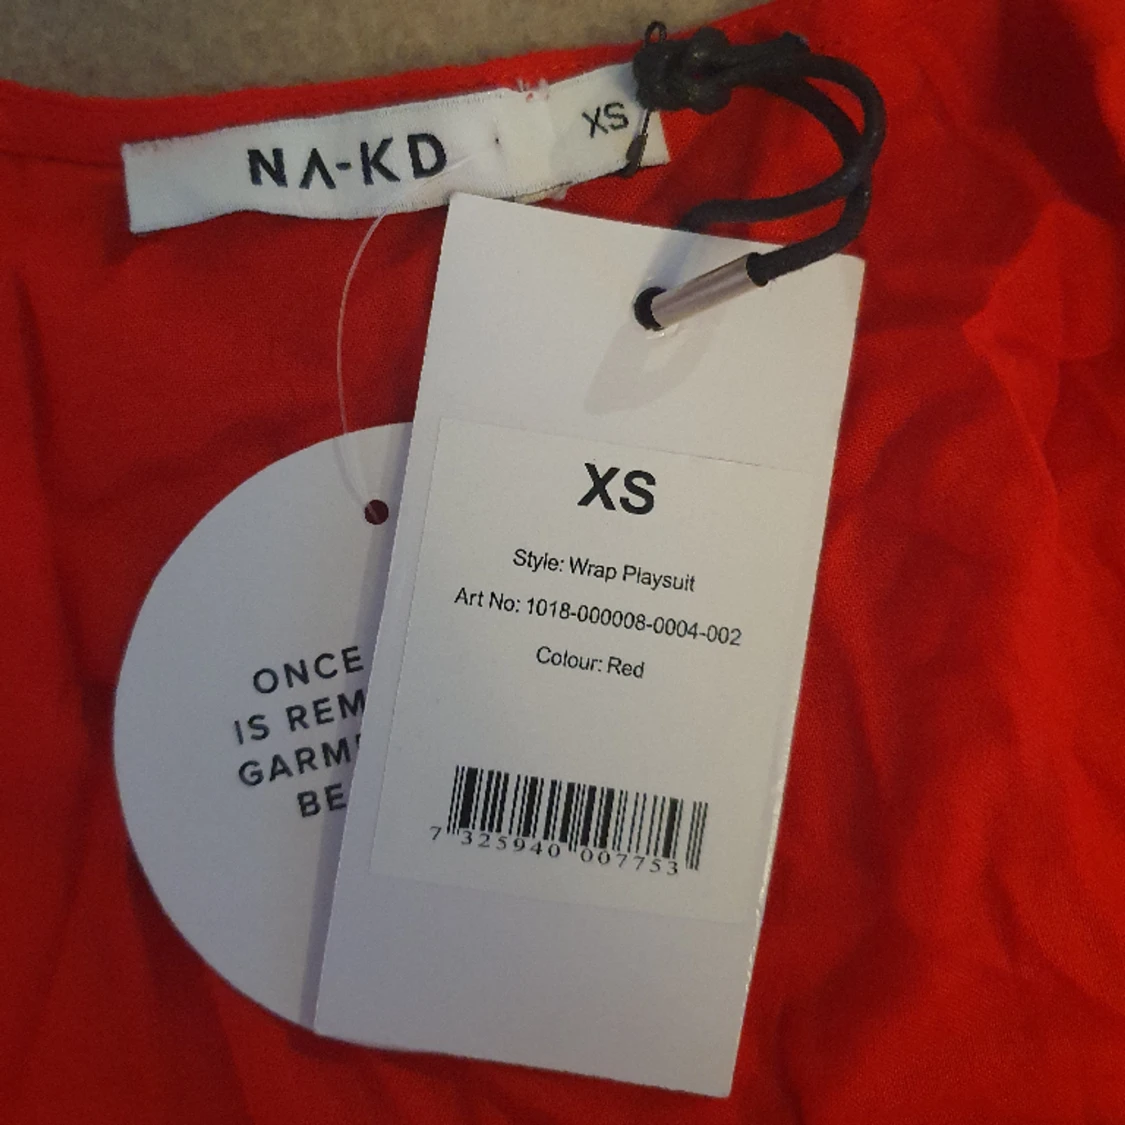 NA-KD
XS
XS
Style: Wrap Playsuit
Art No: 1018-000008-0004-002
Colour: Red
7 325940 007753
ONCE
IS REM
GARM
BE